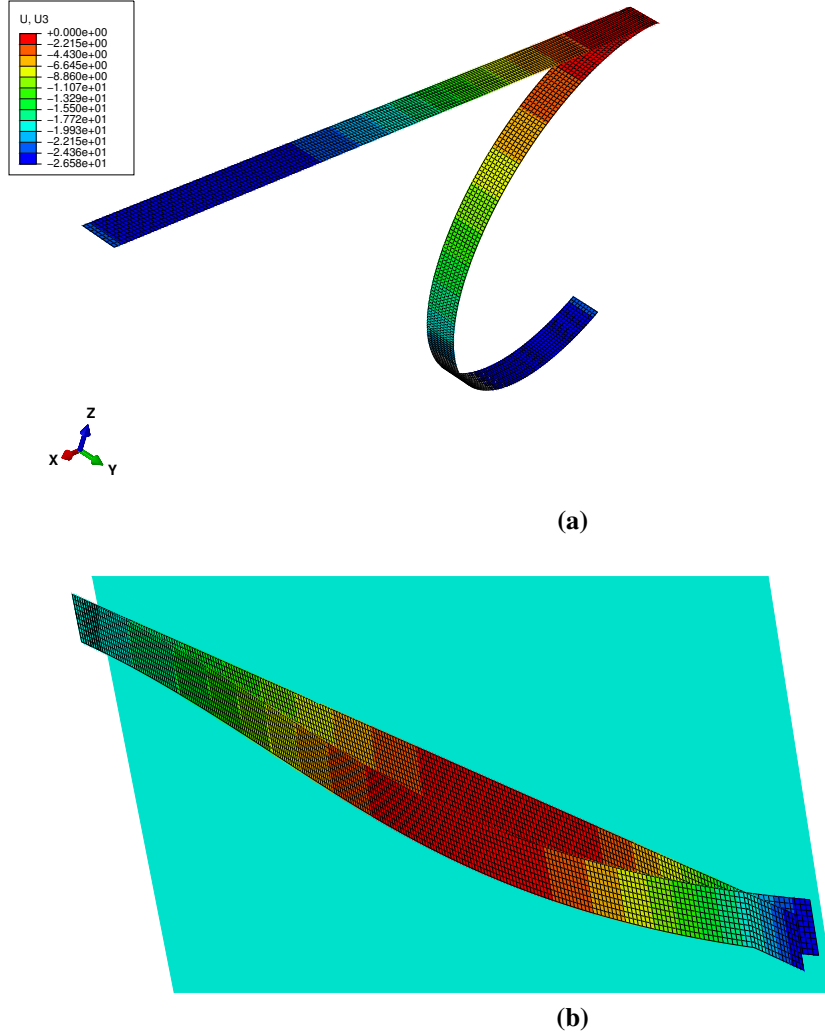 U, U3
+0.000e+00
−2.215e+00
−4.430e+00
−6.645e+00
−8.860e+00
−1.107e+01
−1.329e+01
−1.550e+01
−1.772e+01
−1.993e+01
−2.215e+01
−2.436e+01
−2.658e+01
Z
X
Y
(a)
(b)